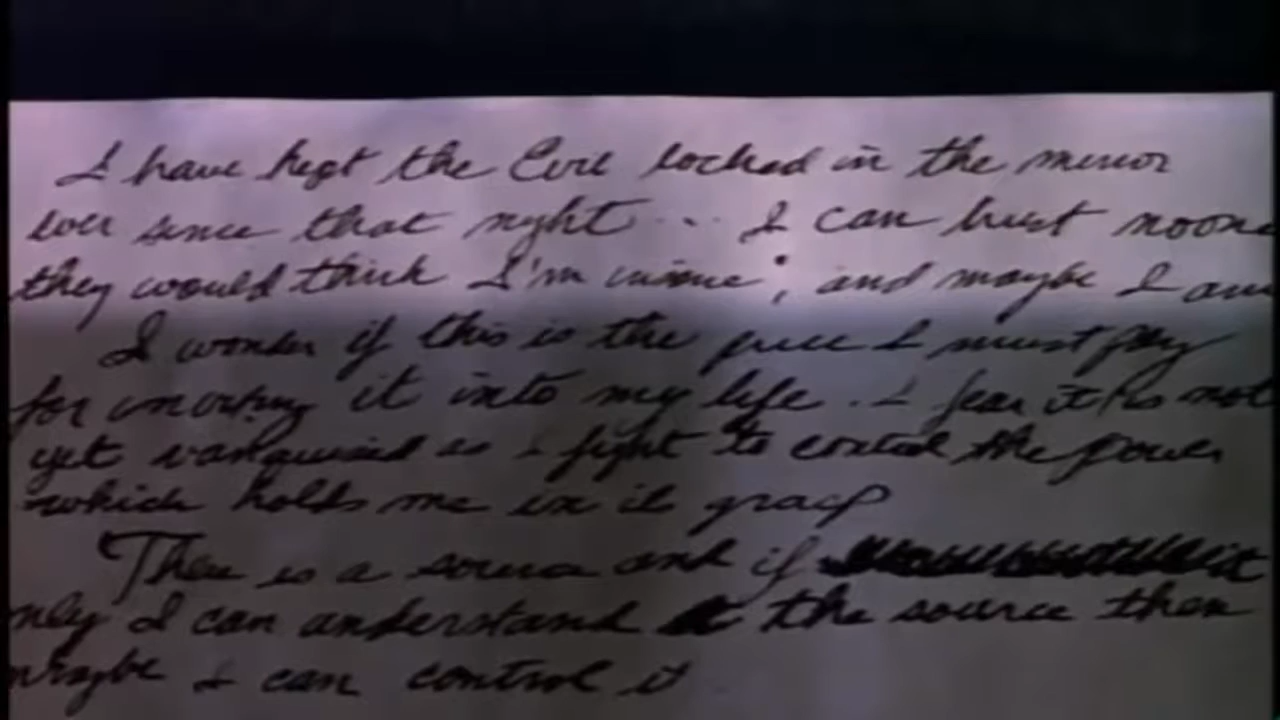 I have kept the Evil locked in the mirror
ever since that night ... I can trust noone
they would think I'm insane; and maybe I am
I wonder if this is the price I must pay
for inviting it into my life. I fear it is not
yet vanquised as I fight to control the power
which holds me in it grasp
There is a source and if it
only I can understand the source then
maybe I can control it